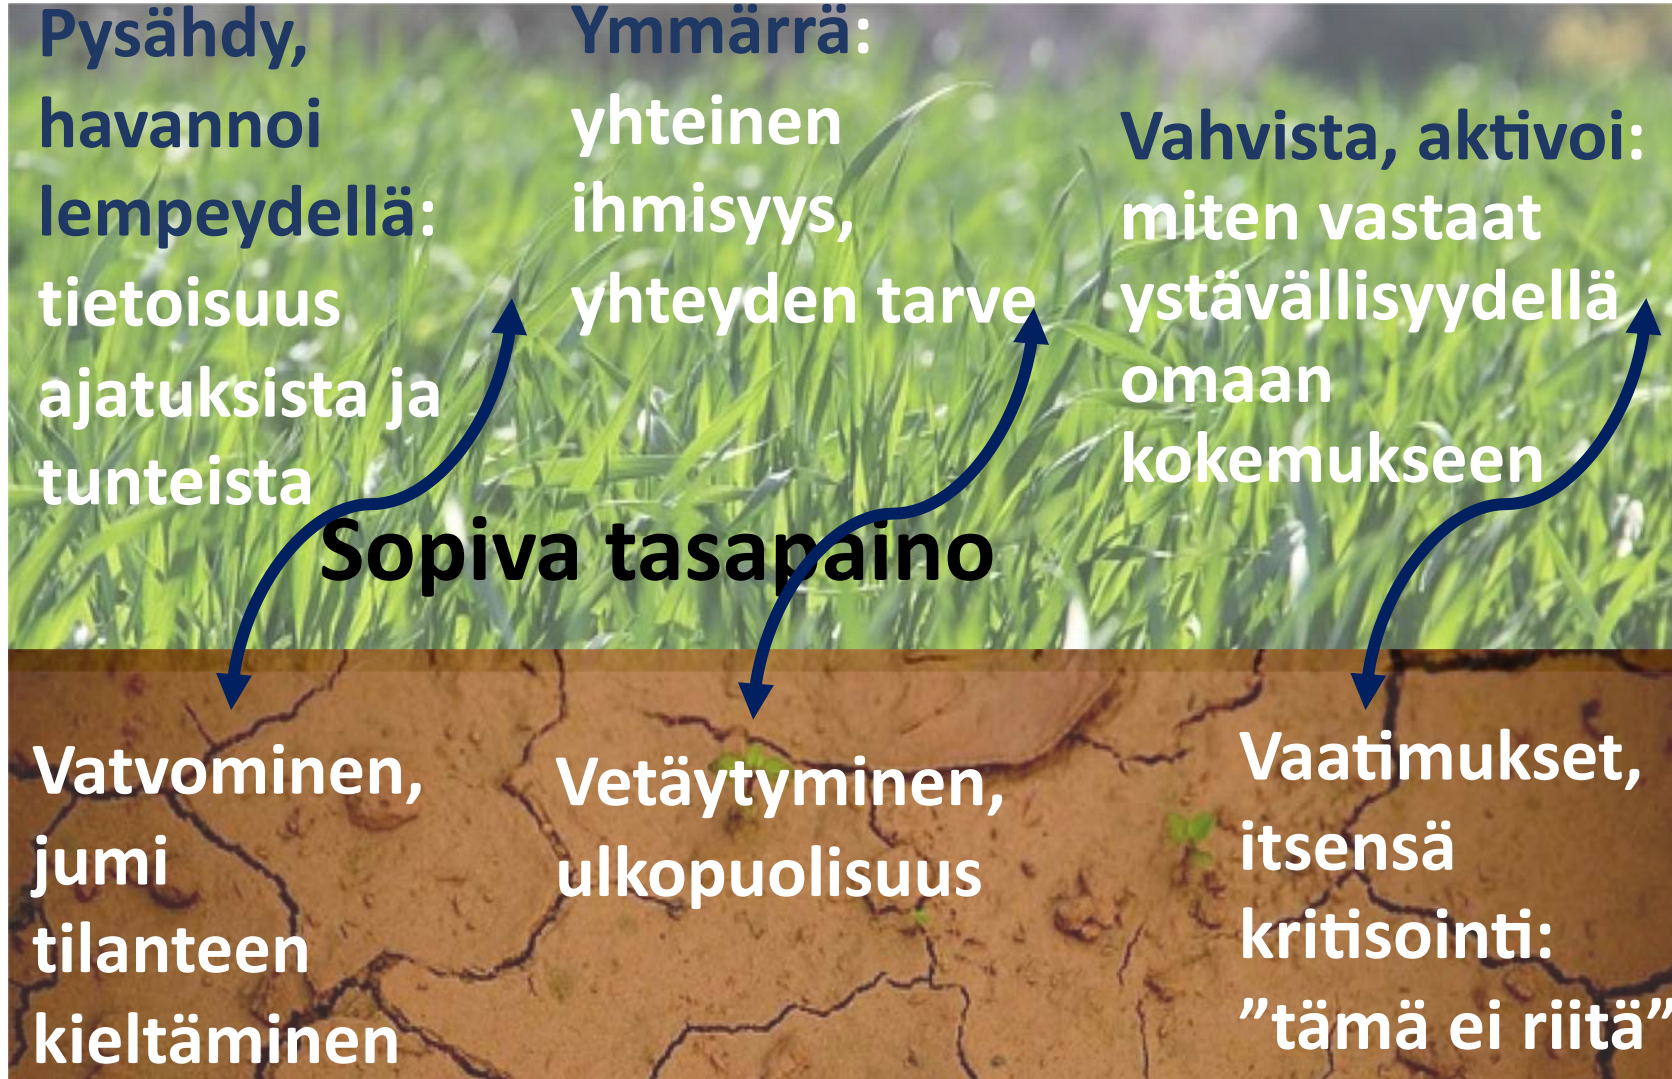 Pysähdy,
havannoi
lempeydellä:
tietoisuus
ajatuksista ja
tunteista
Ymmärrä:
yhteinen
ihmisyys,
yhteyden tarve
Vahvista, aktivoi:
miten vastaat
ystävällisyydellä
omaan
kokemukseen
Sopiva tasapaino
Vatvominen,
jumi
tilanteen
kieltäminen
Vetäytyminen,
ulkopuolisuus
Vaatimukset,
itsensä
kritisointi:
”tämä ei riitä”